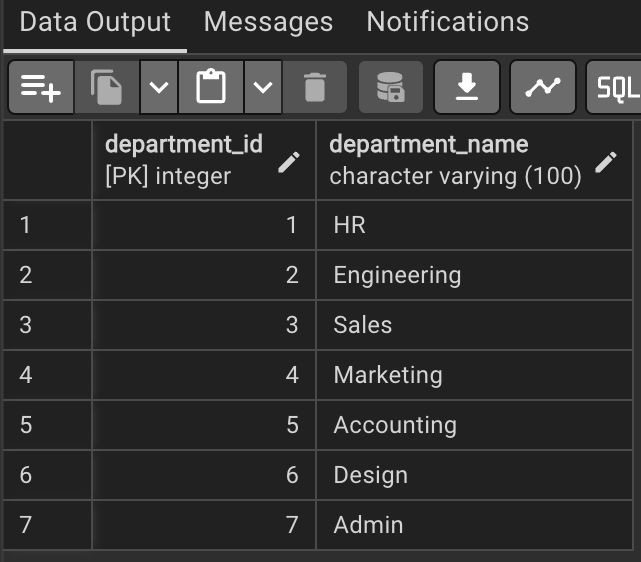 Data Output Messages Notifications
SQL
department_id department_name
[PK] integer character varying (100)
1 1 HR
2 2 Engineering
3 3 Sales
4 4 Marketing
5 5 Accounting
6 6 Design
7 7 Admin